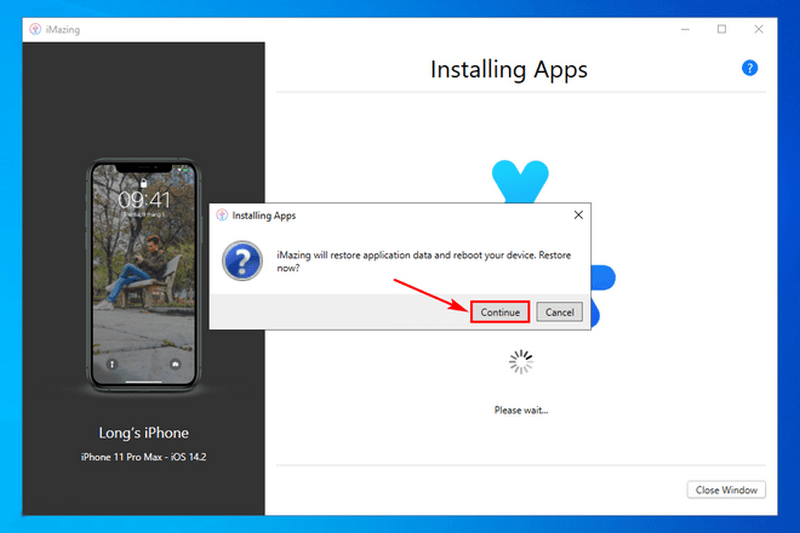 iMazing
Installing Apps
?
09:41
Installing Apps
?
iMazing will restore application data and reboot your device. Restore
now?
Continue
Cancel
Please wait...
Long's iPhone
iPhone 11 Pro Max - iOS 14.2
Close Window